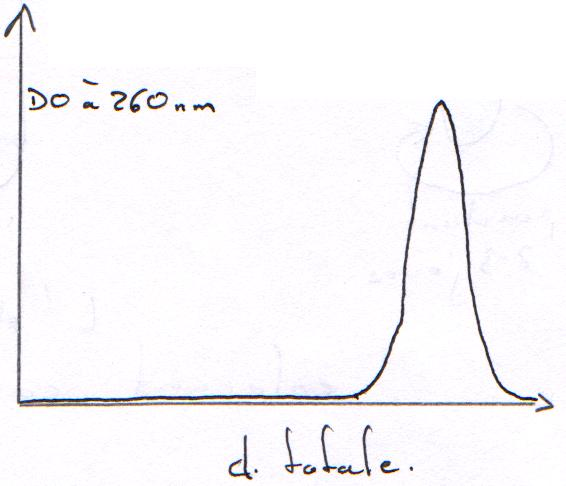 DO à 260nm
d. totale.